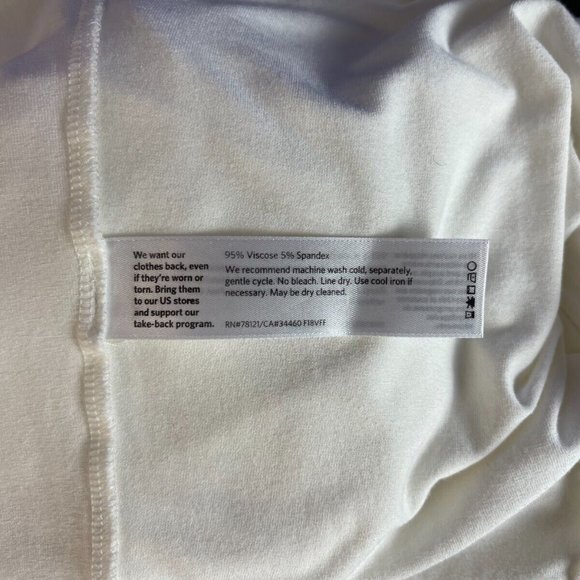 We want our
clothes back, even
if they're worn or
torn. Bring them
to our US stores
and support our
take-back program.
95% Viscose 5% Spandex
We recommend machine wash cold, separately,
gentle cycle. No bleach. Line dry. Use cool iron if
necessary. May be dry cleaned.
RN#78121/CA#34460 F18VFF